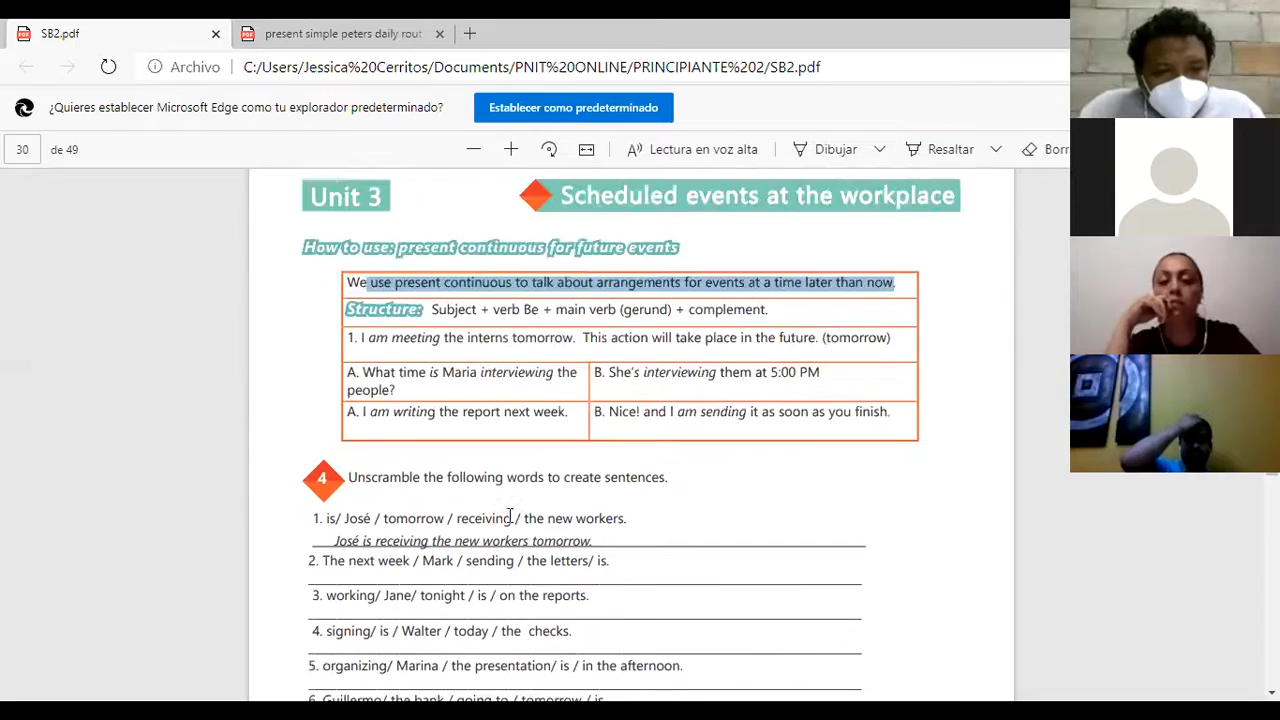 SB2.pdf
present simple peters daily rout
Archivo
C:/Users/Jessica%20Cerritos/Documents/PNIT%20ONLINE/PRINCIPIANTE%202/SB2.pdf
¿Quieres establecer Microsoft Edge como tu explorador predeterminado?
Establecer como predeterminado
30 de 49
Lectura en voz alta
Dibujar
Resaltar
Borr
Unit 3
Scheduled events at the workplace
How to use: present continuous for future events
We use present continuous to talk about arrangements for events at a time later than now.
Structure: Subject + verb Be + main verb (gerund) + complement.
1. I am meeting the interns tomorrow. This action will take place in the future. (tomorrow)
A. What time is Maria interviewing the
people?
B. She's interviewing them at 5:00 PM
A. I am writing the report next week.
B. Nice! and I am sending it as soon as you finish.
4 Unscramble the following words to create sentences.
1. is/ José / tomorrow / receiving / the new workers.
José is receiving the new workers tomorrow.
2. The next week / Mark / sending / the letters/ is.
3. working/ Jane/ tonight / is / on the reports.
4. signing/ is / Walter / today / the checks.
5. organizing/ Marina / the presentation/ is / in the afternoon.
6. Guillermo/ the bank / going to / tomorrow / is